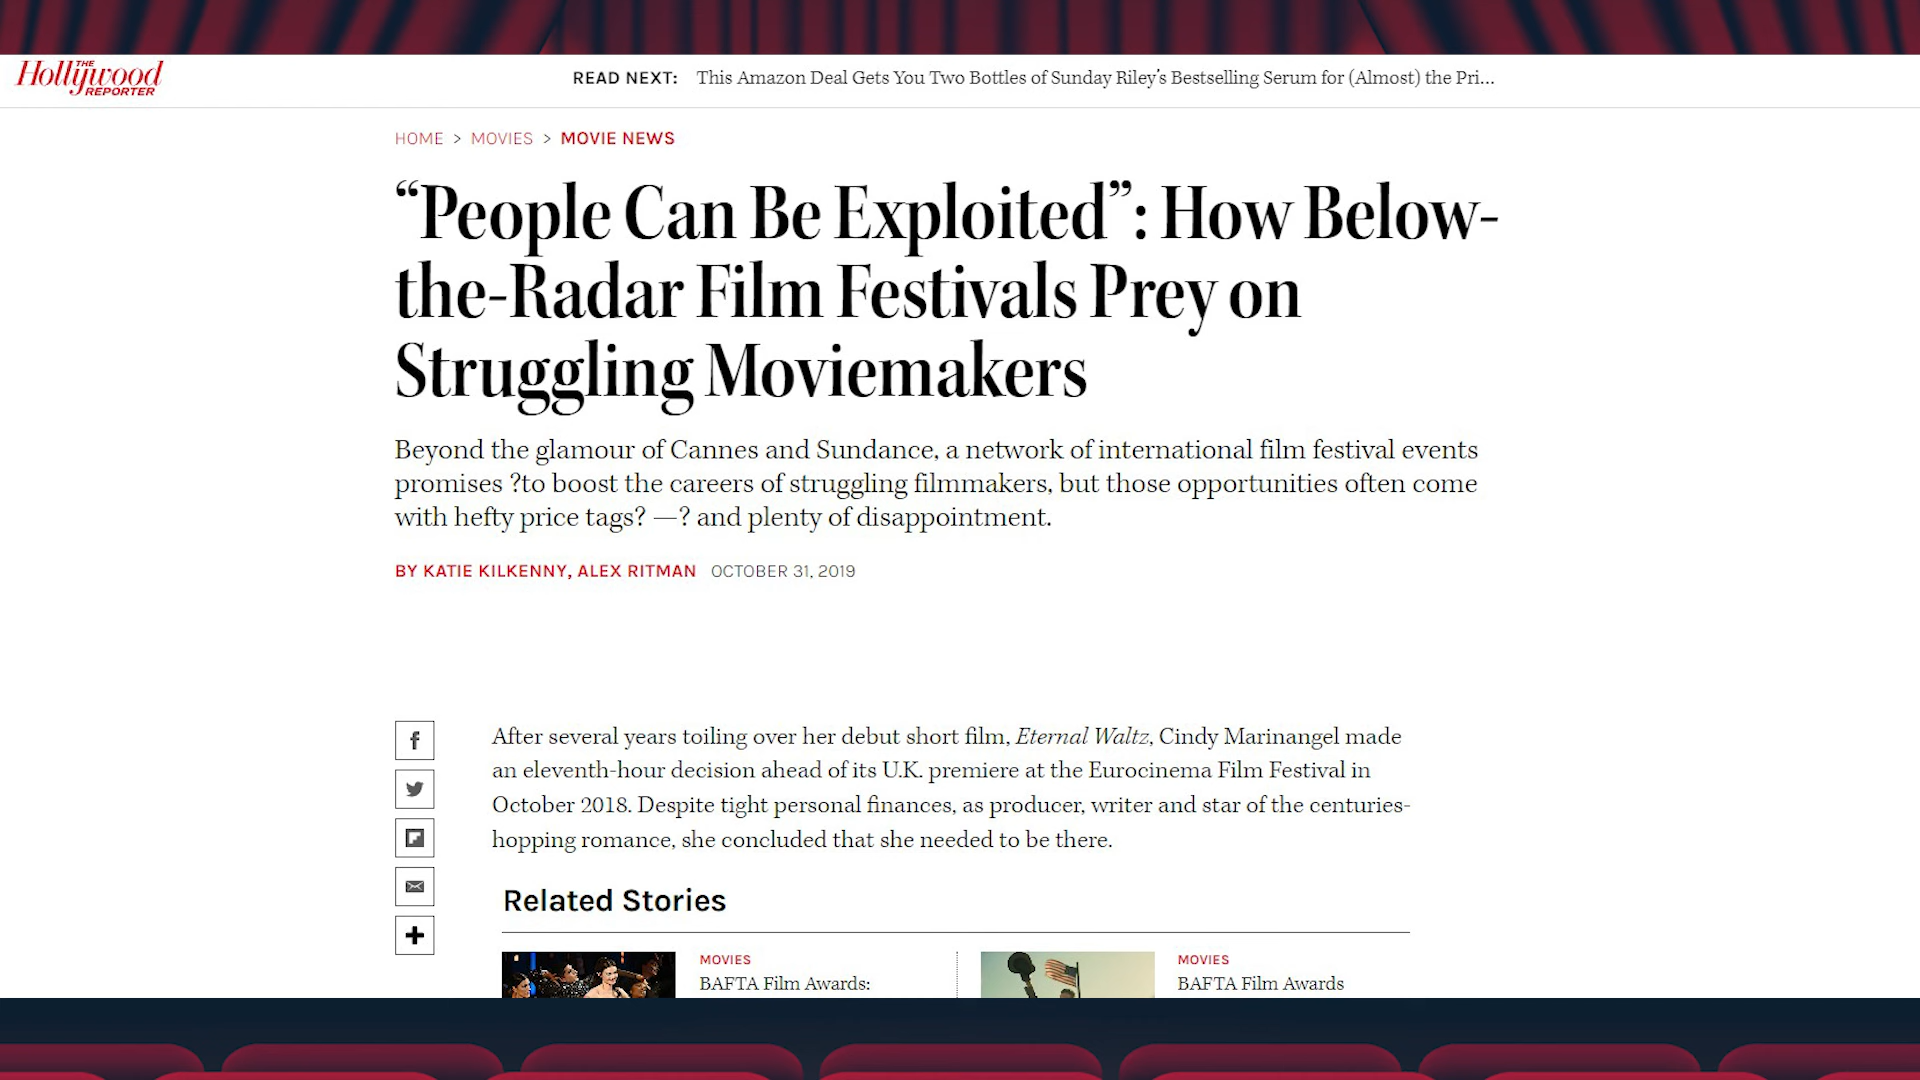 THE
Hollywood
REPORTER
READ NEXT: This Amazon Deal Gets You Two Bottles of Sunday Riley's Bestselling Serum for (Almost) the Pri...
HOME > MOVIES > MOVIE NEWS
“People Can Be Exploited”: How Below-
the-Radar Film Festivals Prey on
Struggling Moviemakers
Beyond the glamour of Cannes and Sundance, a network of international film festival events
promises ?to boost the careers of struggling filmmakers, but those opportunities often come
with hefty price tags? —? and plenty of disappointment.
BY KATIE KILKENNY, ALEX RITMAN OCTOBER 31, 2019
After several years toiling over her debut short film, Eternal Waltz, Cindy Marinangel made
an eleventh-hour decision ahead of its U.K. premiere at the Eurocinema Film Festival in
October 2018. Despite tight personal finances, as producer, writer and star of the centuries-
hopping romance, she concluded that she needed to be there.
Related Stories
MOVIES
BAFTA Film Awards:
MOVIES
BAFTA Film Awards